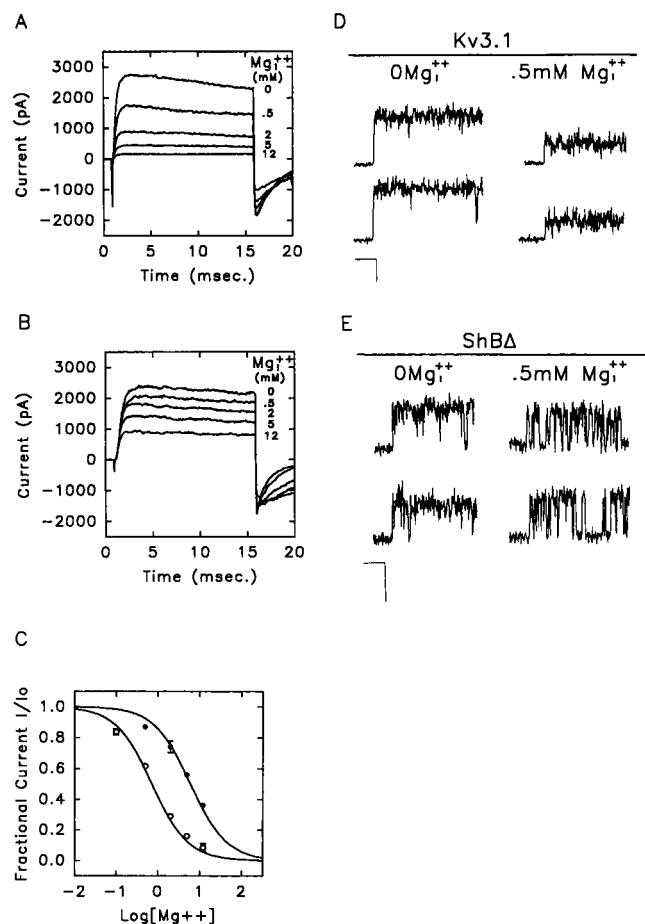 A
Current (pA)
3000
2000
1000
0
−1000
−2000
Mg++i
(mM)
0
.5
2
5
12
0 5 10 15 20
Time (msec.)
B
Current (pA)
3000
2000
1000
0
−1000
−2000
Mg++i
(mM)
0
.5
2
5
12
0 5 10 15 20
Time (msec.)
C
Fractional Current I/Io
1.0
0.8
0.6
0.4
0.2
0.0
−2 −1 0 1 2
Log[Mg++]
D
Kv3.1
0Mg++i .5mM Mg++i
E
ShBΔ
0Mg++i .5mM Mg++i